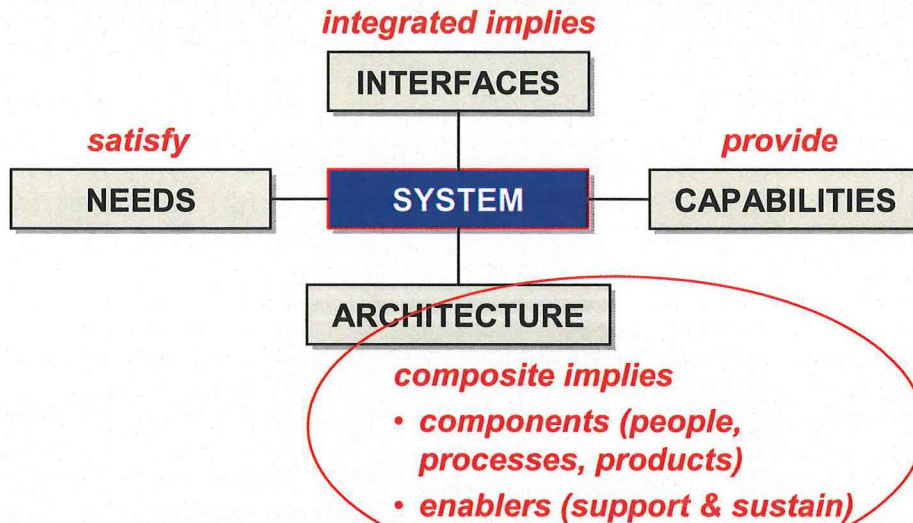 integrated implies
INTERFACES
satisfy
provide
NEEDS
SYSTEM
CAPABILITIES
ARCHITECTURE
composite implies
• components (people,
processes, products)
• enablers (support & sustain)